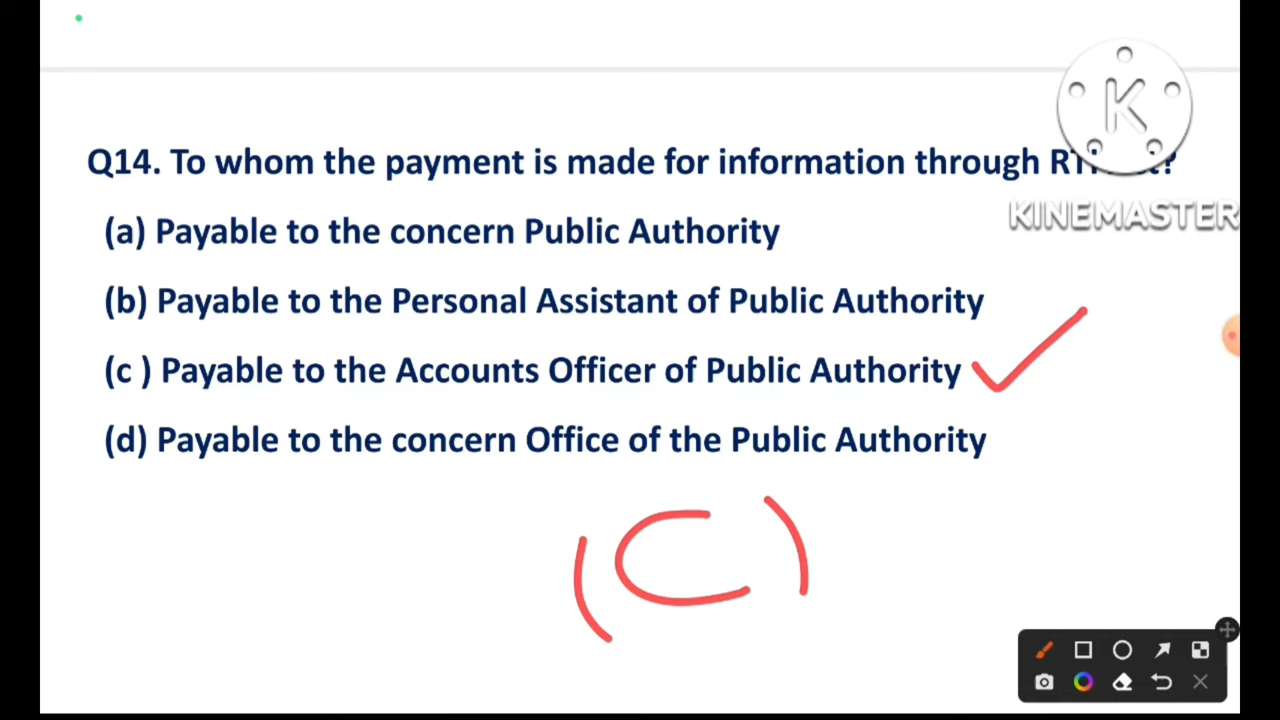 Q14. To whom the payment is made for information through
(a) Payable to the concern Public Authority
KINEMASTER
(b) Payable to the Personal Assistant of Public Authority
(c ) Payable to the Accounts Officer of Public Authority
(d) Payable to the concern Office of the Public Authority
(C)